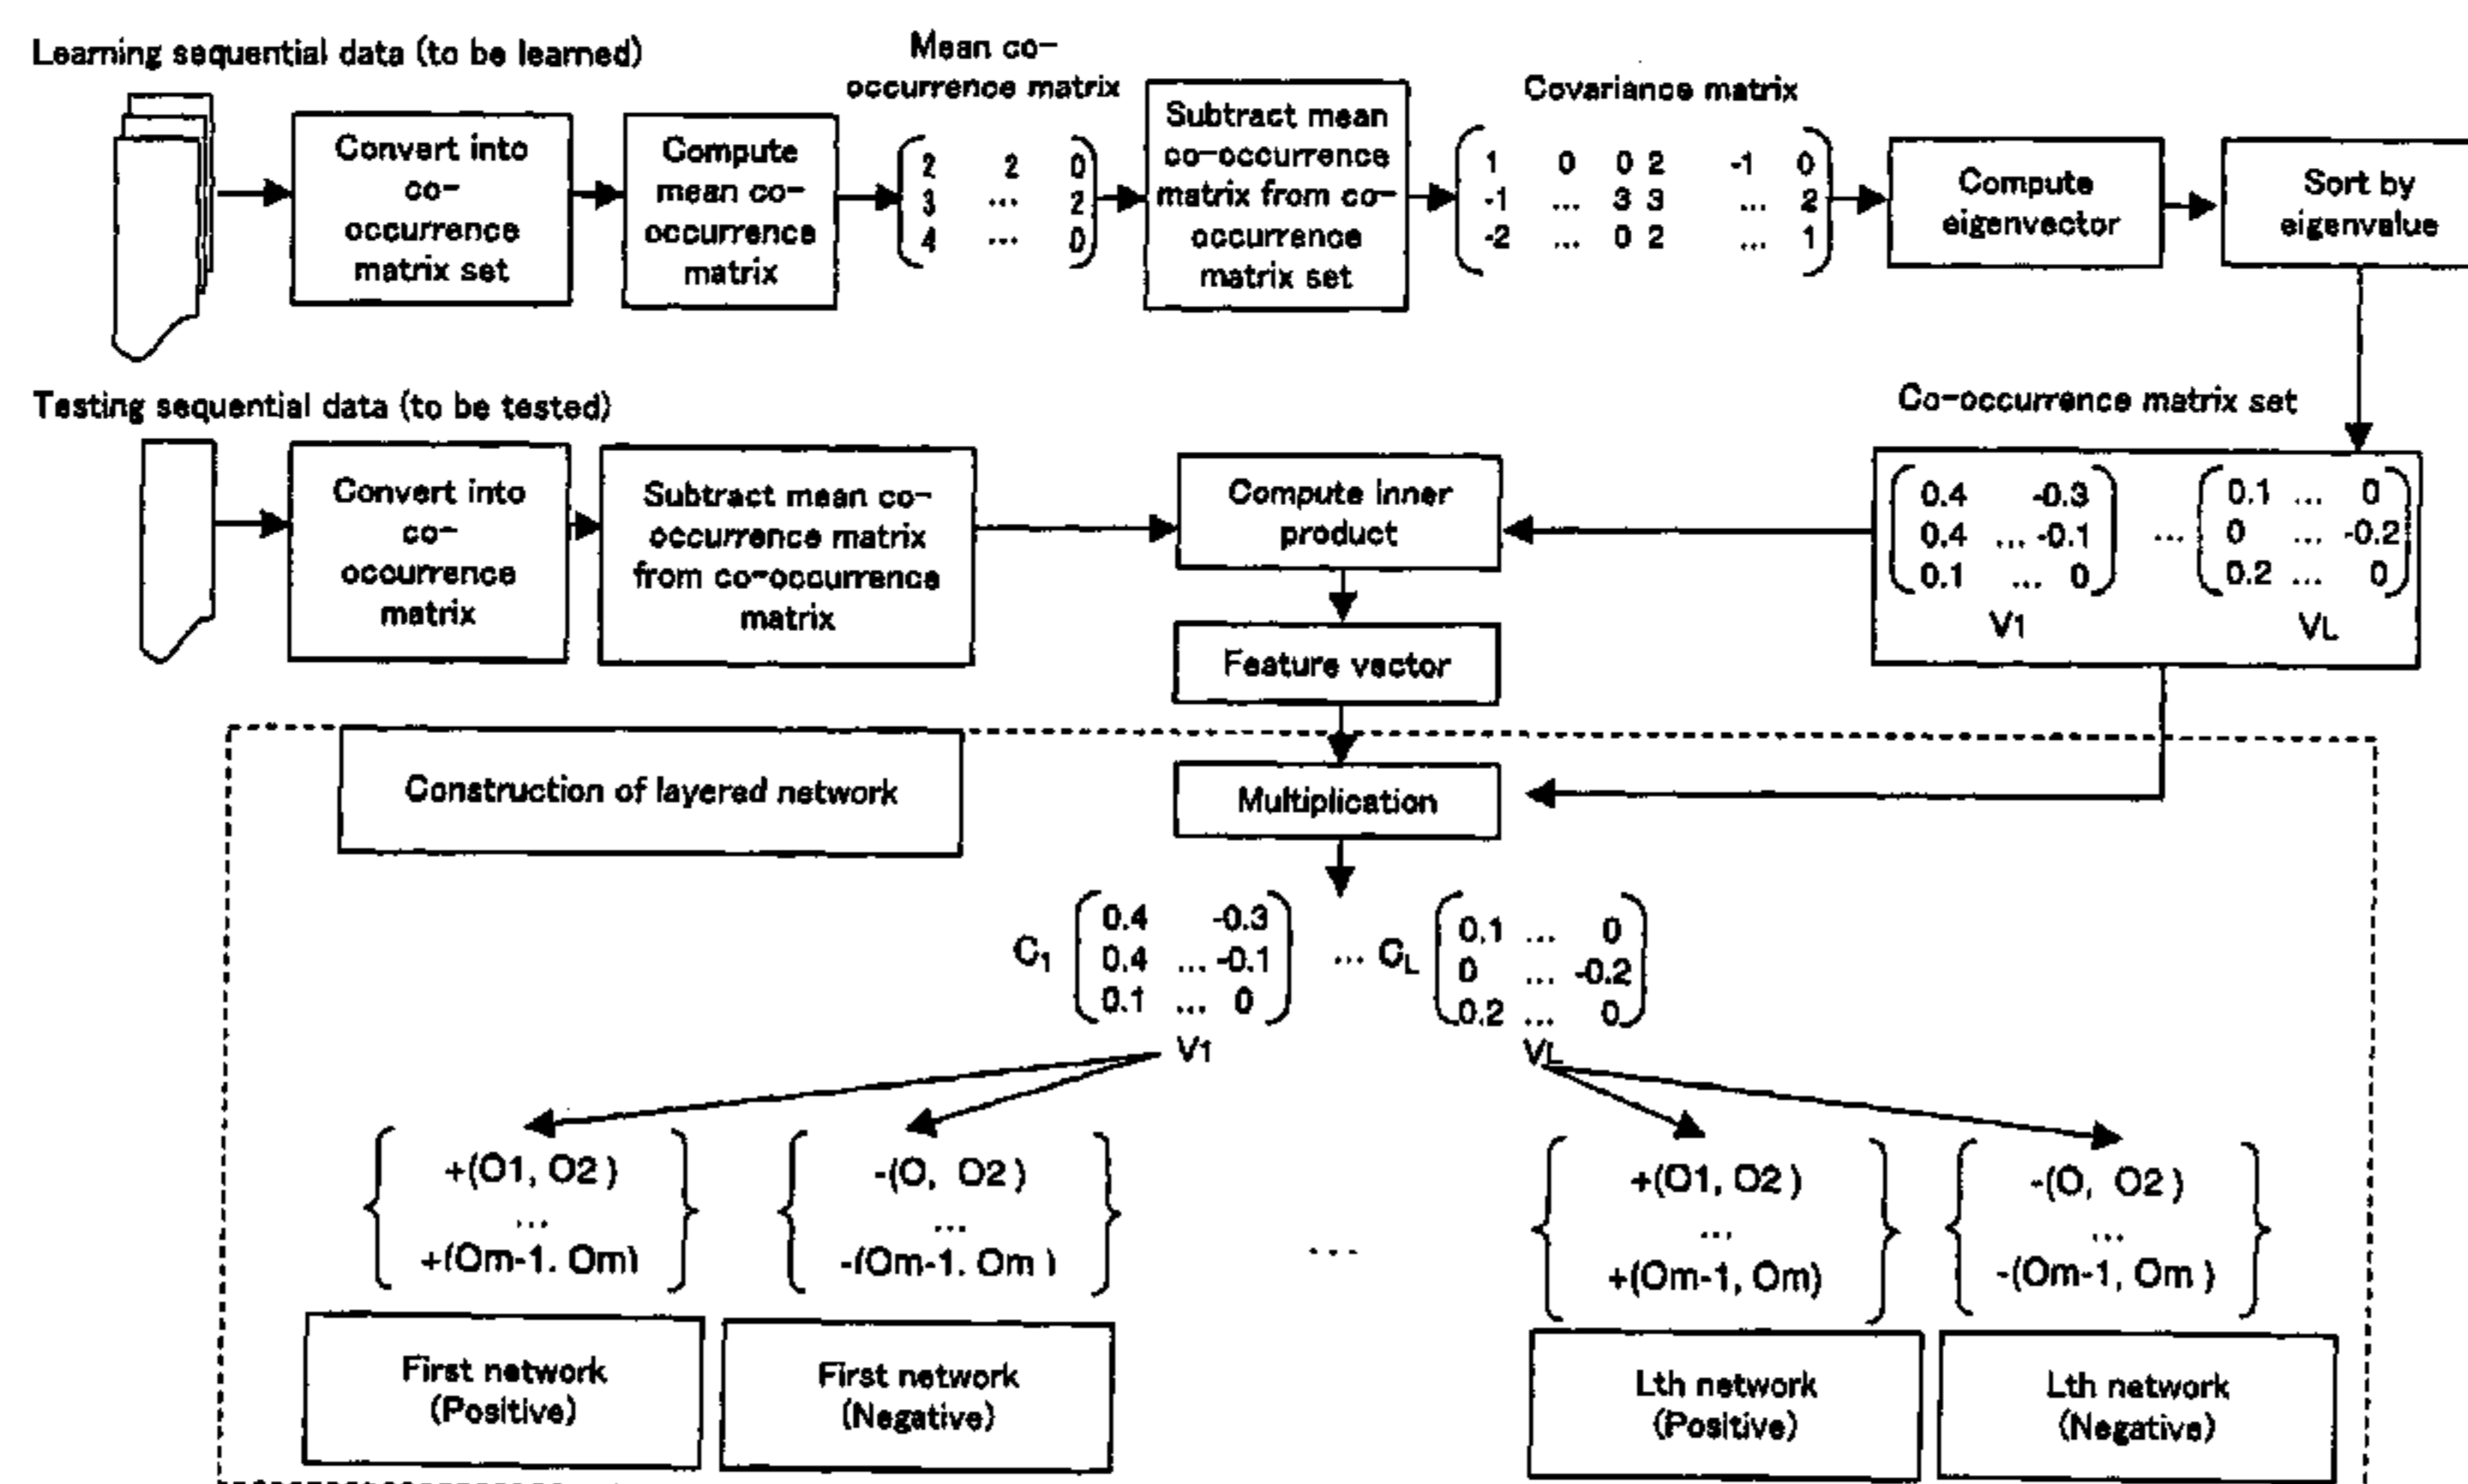 Learning sequential data (to be learned)
Convert into
co-
occurrence
matrix set
Compute
mean co-
occurrence
matrix
Mean co-
occurrence matrix
2 2 0
3 ... 2
4 ... 0
Subtract mean
co-occurrence
matrix from co-
occurrence
matrix set
Covariance matrix
1 0 0 2 -1 0
-1 ... 3 3 ... 2
-2 ... 0 2 ... 1
Compute
eigenvector
Sort by
eigenvalue
Testing sequential data (to be tested)
Convert into
co-
occurrence
matrix
Subtract mean co-
occurrence matrix
from co-occurrence
matrix
Compute inner
product
Co-occurrence matrix set
0.4 -0.3
0.4 ... -0.1
0.1 ... 0
V1
...
0.1 ... 0
0 ... -0.2
0.2 ... 0
VL
Feature vector
Construction of layered network
Multiplication
C1
0.4 -0.3
0.4 ... -0.1
0.1 ... 0
V1
... CL
0.1 ... 0
0 ... -0.2
0.2 ... 0
VL
+(O1, O2)
...
+(Om-1, Om)
-(O, O2 )
...
-(Om-1, Om )
...
+(O1, O2)
...
+(Om-1, Om)
-(O, O2 )
...
-(Om-1, Om )
First network
(Positive)
First network
(Negative)
Lth network
(Positive)
Lth network
(Negative)